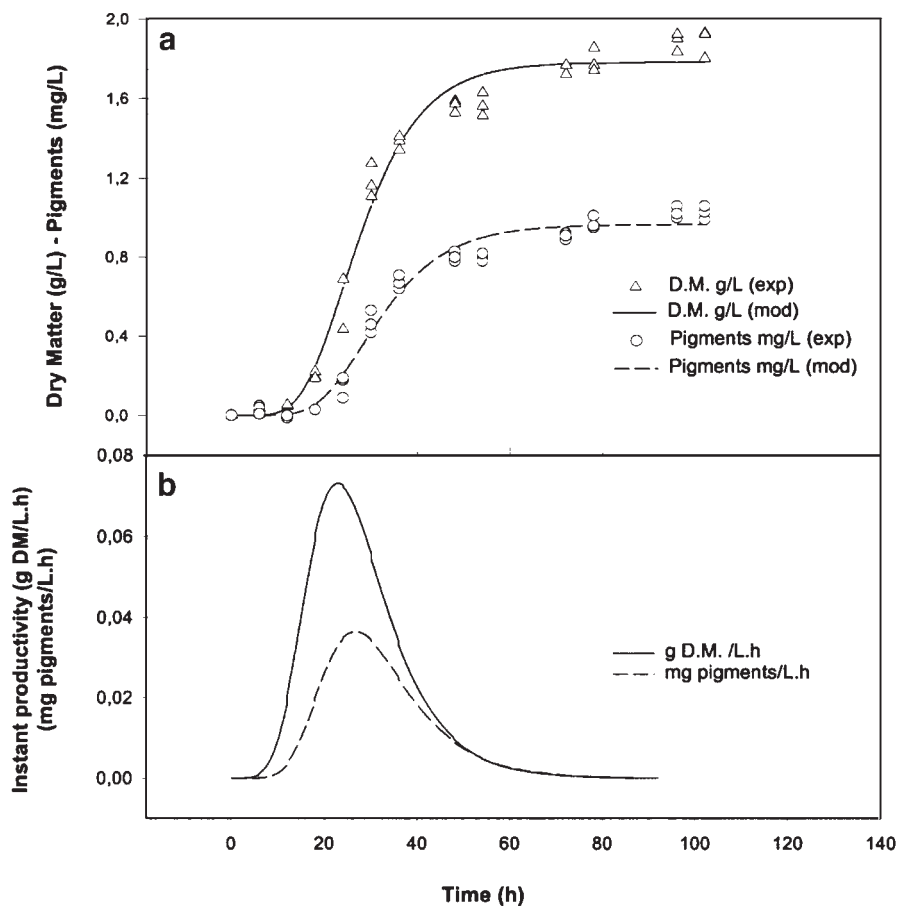 a
2,0
1,6
1,2
0,8
0,4
0,0
Dry Matter (g/L) - Pigments (mg/L)
D.M. g/L (exp)
D.M. g/L (mod)
Pigments mg/L (exp)
Pigments mg/L (mod)
b
0,08
0,06
0,04
0,02
0,00
Instant productivity (g DM/L.h)
(mg pigments/L.h)
g D.M. /L.h
mg pigments/L.h
0 20 40 60 80 100 120 140
Time (h)